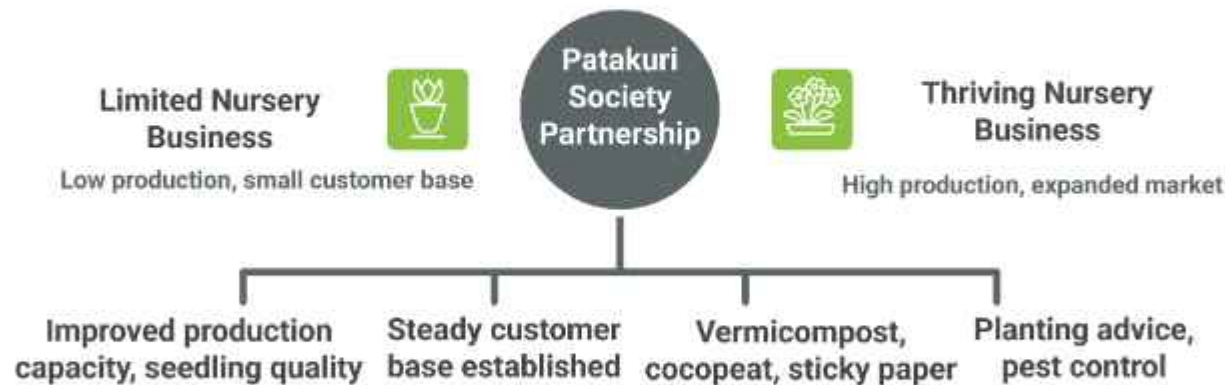 Patakuri
Society
Partnership
Limited Nursery
Business
Low production, small customer base
Thriving Nursery
Business
High production, expanded market
Improved production
capacity, seedling quality
Steady customer
base established
Vermicompost,
cocopeat, sticky paper
Planting advice,
pest control